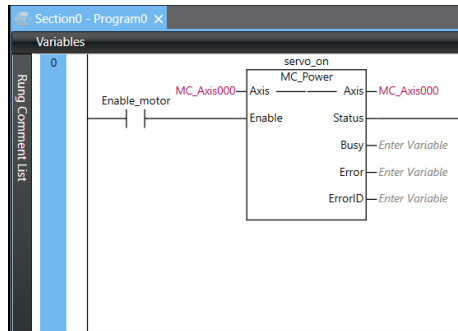 Section0 - Program0 ×
Variables
Rung Comment List
0
servo_on
MC_Power
Enable_motor
MC_Axis000 Axis Axis MC_Axis000
Enable Status
Busy Enter Variable
Error Enter Variable
ErrorID Enter Variable